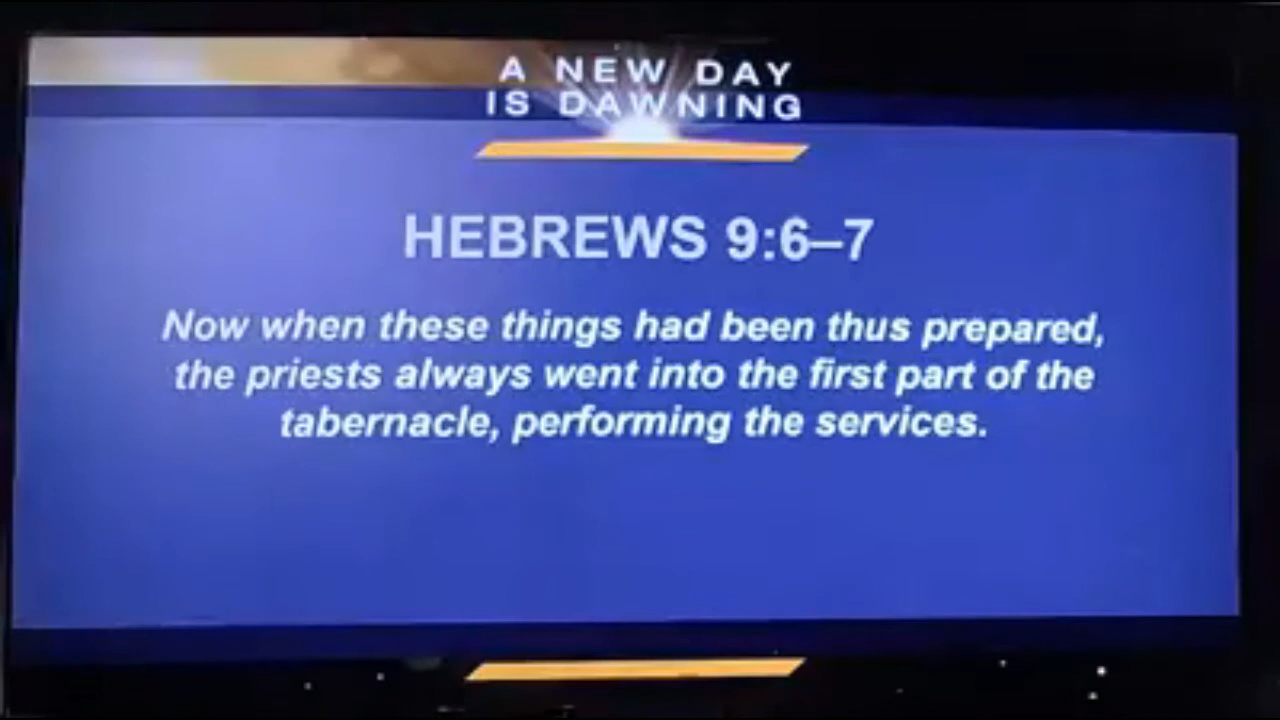 A NEW DAY
IS DAWNING
HEBREWS 9:6–7
Now when these things had been thus prepared,
the priests always went into the first part of the
tabernacle, performing the services.